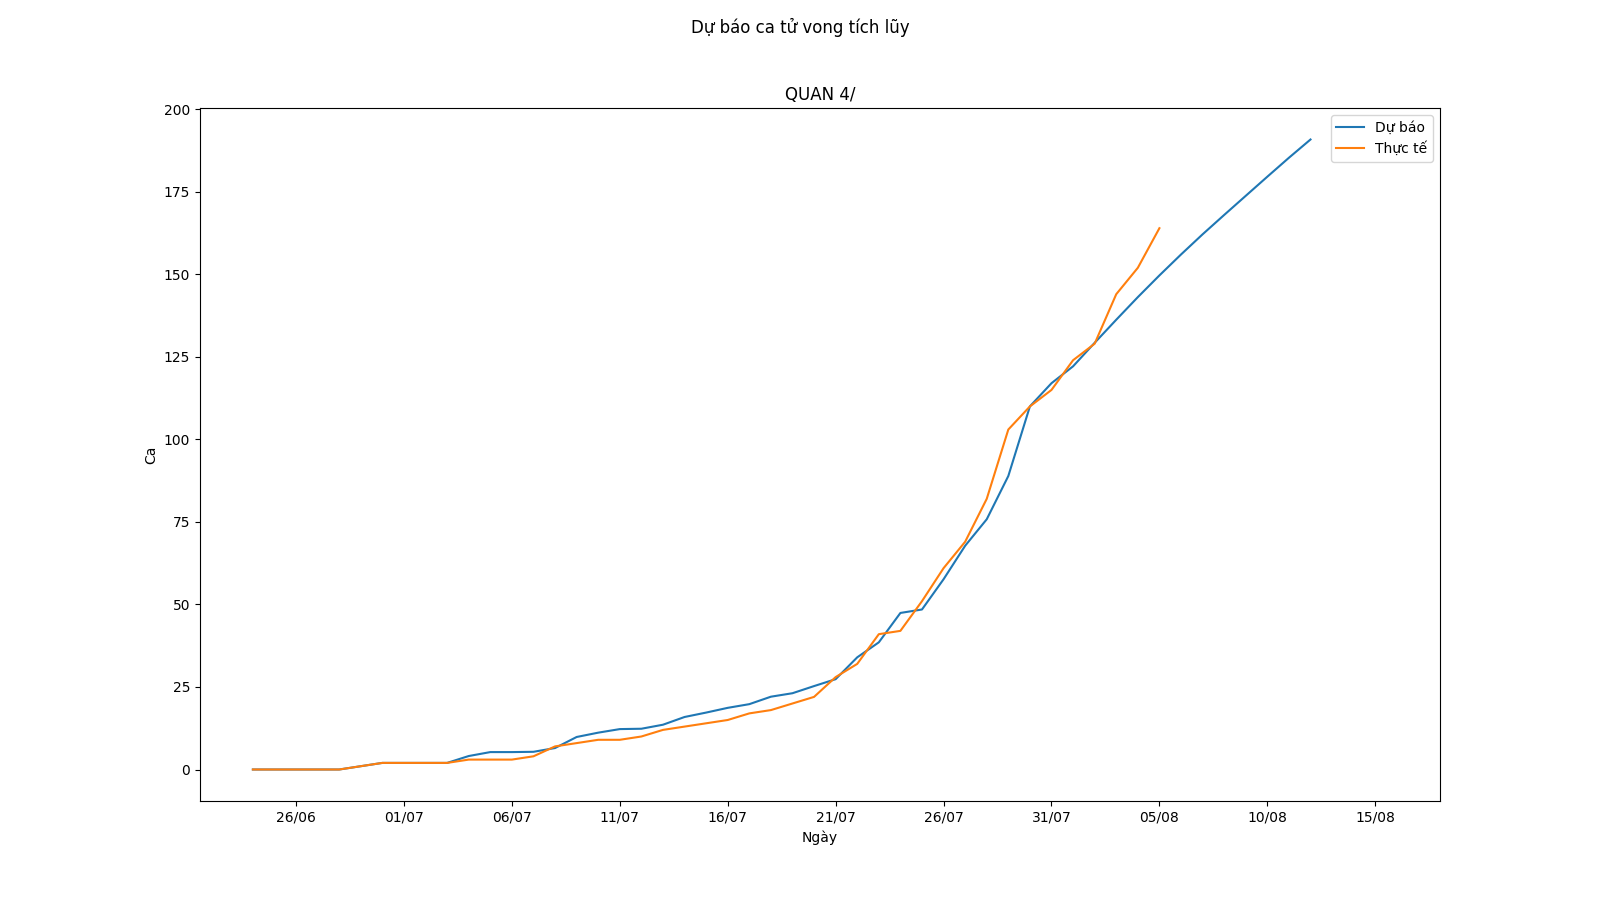 Dự báo ca tử vong tích lũy
QUAN 4/
200
175
150
125
100
75
50
25
0
Ca
Dự báo
Thực tế
26/06 01/07 06/07 11/07 16/07 21/07 26/07 31/07 05/08 10/08 15/08
Ngày